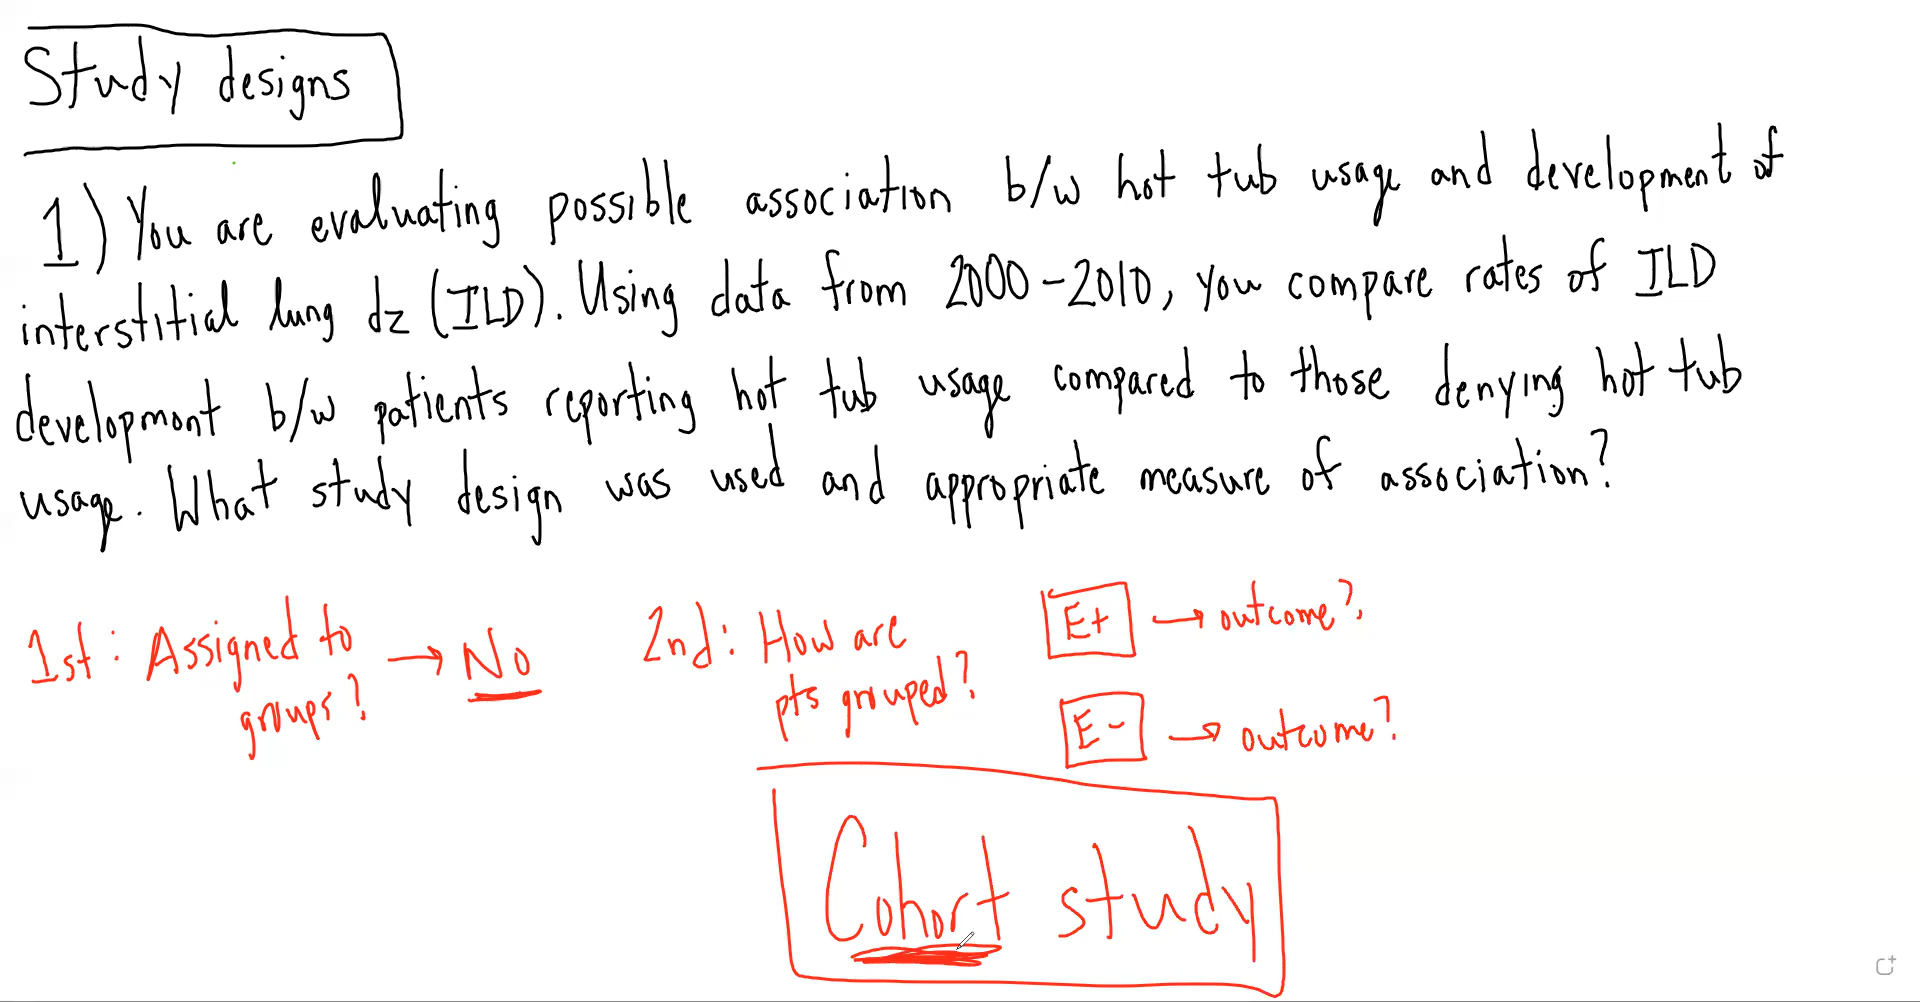 Study designs
1) You are evaluating possible association b/w hot tub usage and development of
interstitial lung dz (ILD). Using data from 2000-2010, you compare rates of ILD
development b/w patients reporting hot tub usage compared to those denying hot tub
usage. What study design was used and appropriate measure of association?
1st: Assigned to
groups? → No
2nd: How are
pts grouped?
E+ → outcome?
E- → outcome?
Cohort study